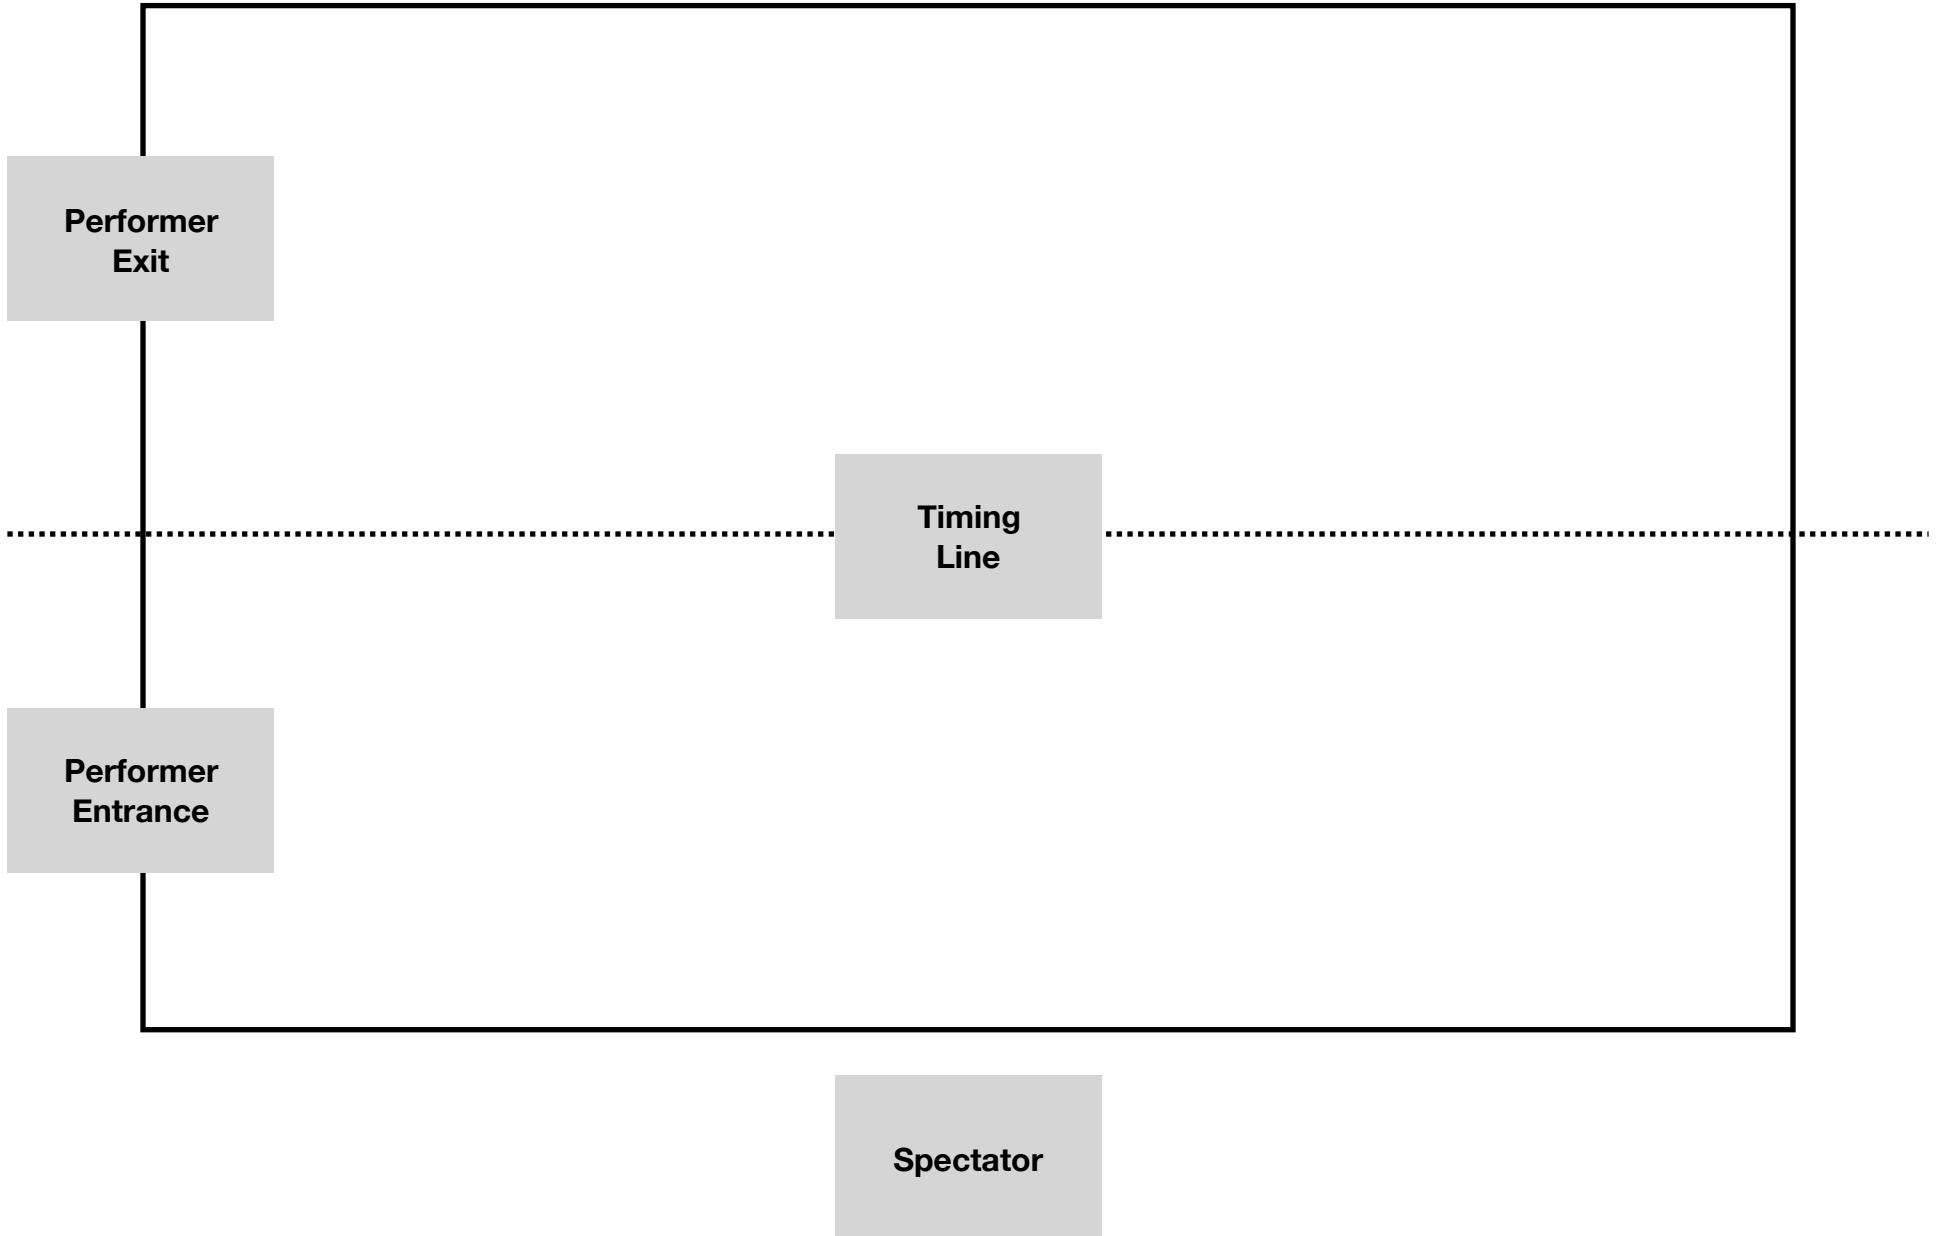 Performer
Exit
Timing
Line
Performer
Entrance
Spectator